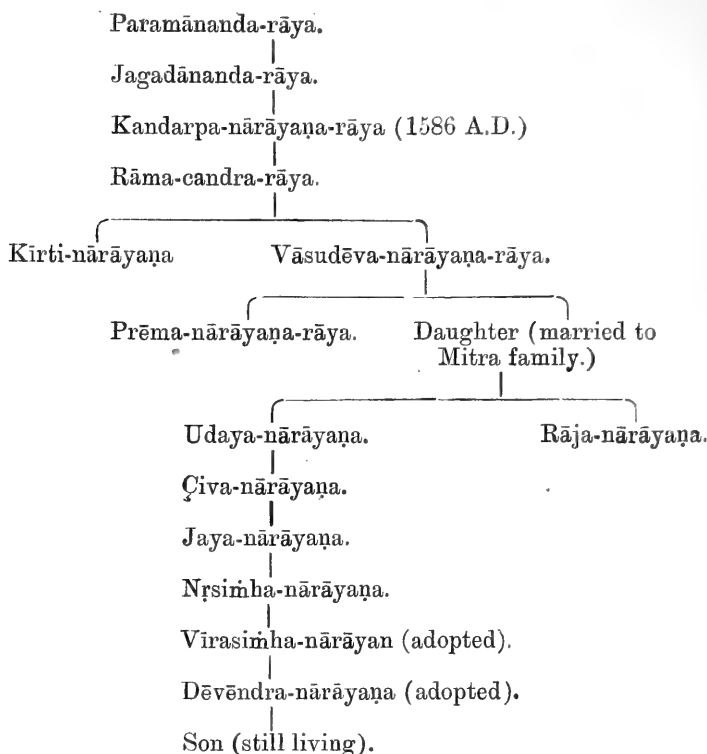 Paramānanda-rāya.
Jagadānanda-rāya.
Kandarpa-nārāyaṇa-rāya (1586 A.D.)
Rāma-candra-rāya.
Kīrti-nārāyaṇa Vāsudēva-nārāyaṇa-rāya.
Prēma-nārāyaṇa-rāya. Daughter (married to
Mitra family.)
Udaya-nārāyaṇa. Rāja-nārāyaṇa.
Çiva-nārāyaṇa.
Jaya-nārāyaṇa.
Nṛsiṁha-nārāyaṇa.
Vīrasiṁha-nārāyan (adopted).
Dēvēndra-nārāyaṇa (adopted).
Son (still living).